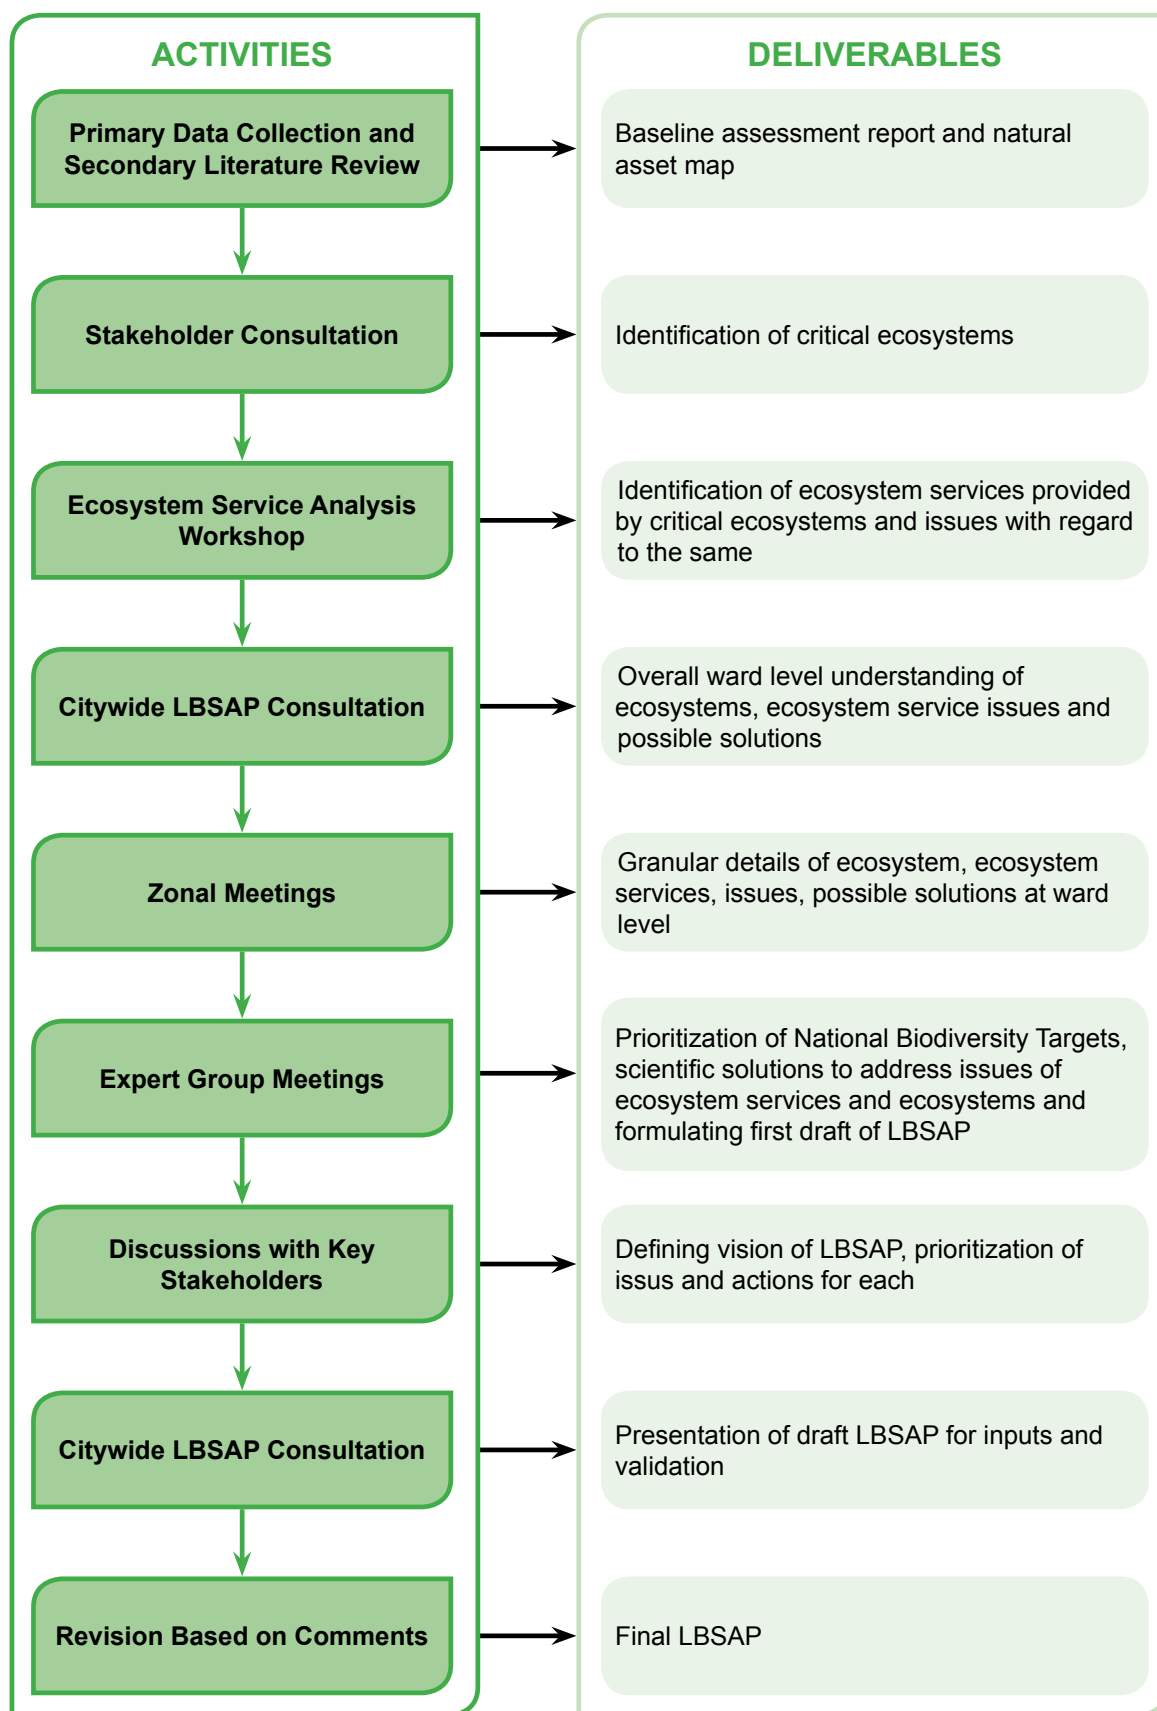 ACTIVITIES
DELIVERABLES
Primary Data Collection and
Secondary Literature Review
Baseline assessment report and natural
asset map
Stakeholder Consultation
Identification of critical ecosystems
Ecosystem Service Analysis
Workshop
Identification of ecosystem services provided
by critical ecosystems and issues with regard
to the same
Citywide LBSAP Consultation
Overall ward level understanding of
ecosystems, ecosystem service issues and
possible solutions
Zonal Meetings
Granular details of ecosystem, ecosystem
services, issues, possible solutions at ward
level
Expert Group Meetings
Prioritization of National Biodiversity Targets,
scientific solutions to address issues of
ecosystem services and ecosystems and
formulating first draft of LBSAP
Discussions with Key
Stakeholders
Defining vision of LBSAP, prioritization of
issus and actions for each
Citywide LBSAP Consultation
Presentation of draft LBSAP for inputs and
validation
Revision Based on Comments
Final LBSAP